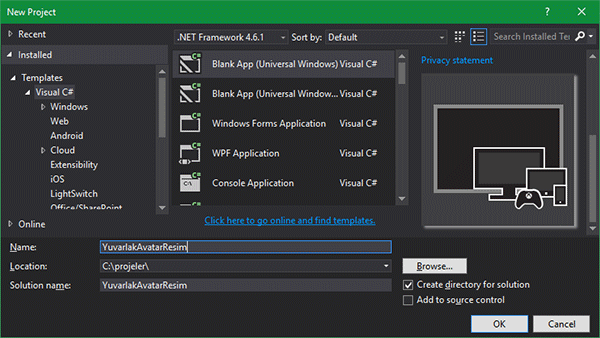 New Project
Recent
.NET Framework 4.6.1
Sort by:
Default
Search Installed Te
Installed
Templates
Visual C#
Windows
Web
Android
Cloud
Extensibility
iOS
LightSwitch
Office/SharePoint
Online
Blank App (Universal Windows) Visual C#
Blank App (Universal Window... Visual C#
Windows Forms Application Visual C#
WPF Application Visual C#
Console Application Visual C#
Click here to go online and find templates.
Privacy statement
Name: YuvarlakAvatarResim
Location: C:\projeler\
Browse...
Solution name: YuvarlakAvatarResim
Create directory for solution
Add to source control
OK
Cancel